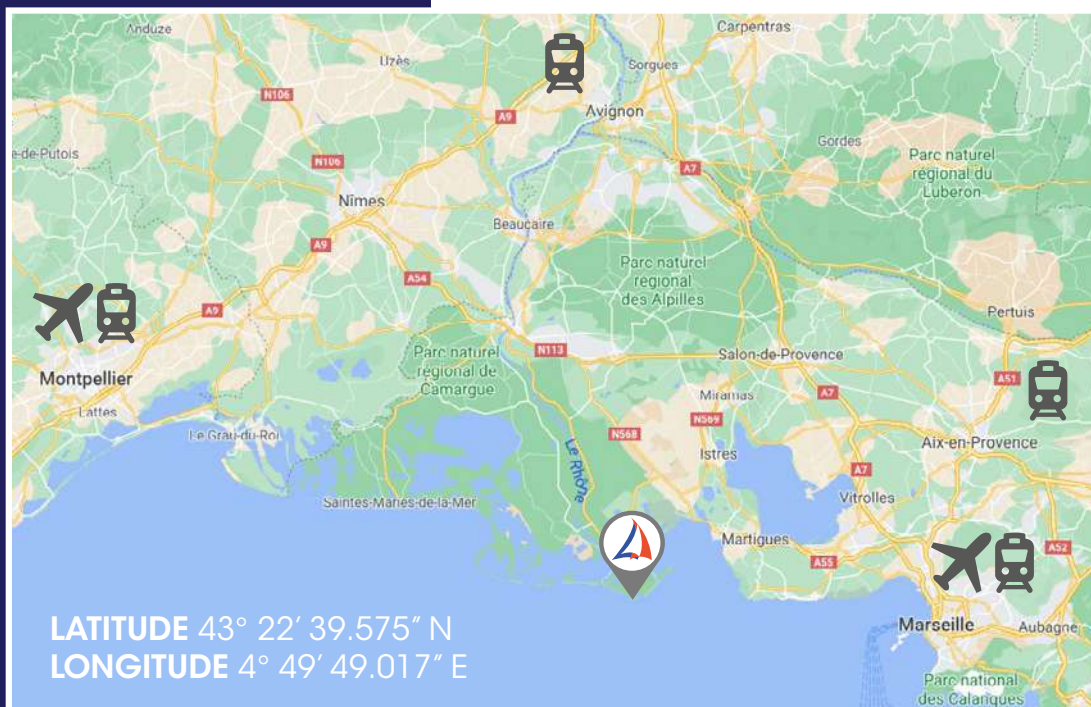 Anduze
Carpentras
Uzès
Sorgues
N106
A9
Avignon
Gordes
e-de-Putois
N106
A7
Parc naturel
régional du
Luberon
Nîmes
Beaucaire
A9
Parc naturel
régional
des Alpilles
A54
A9
Pertuis
Parc naturel
régional de
Camargue
N113
Salon-de-Provence
Montpellier
A51
Miramas
A7
Lattes
N569
Le Grau-du-Roi
N568
Aix-en-Provence
Istres
Le Rhône
A7
Saintes-Maries-de-la-Mer
Vitrolles
Martigues
A52
A55
Marseille
Aubagne
LATITUDE 43° 22′ 39.575″ N
LONGITUDE 4° 49′ 49.017″ E
Parc national
des Calanques